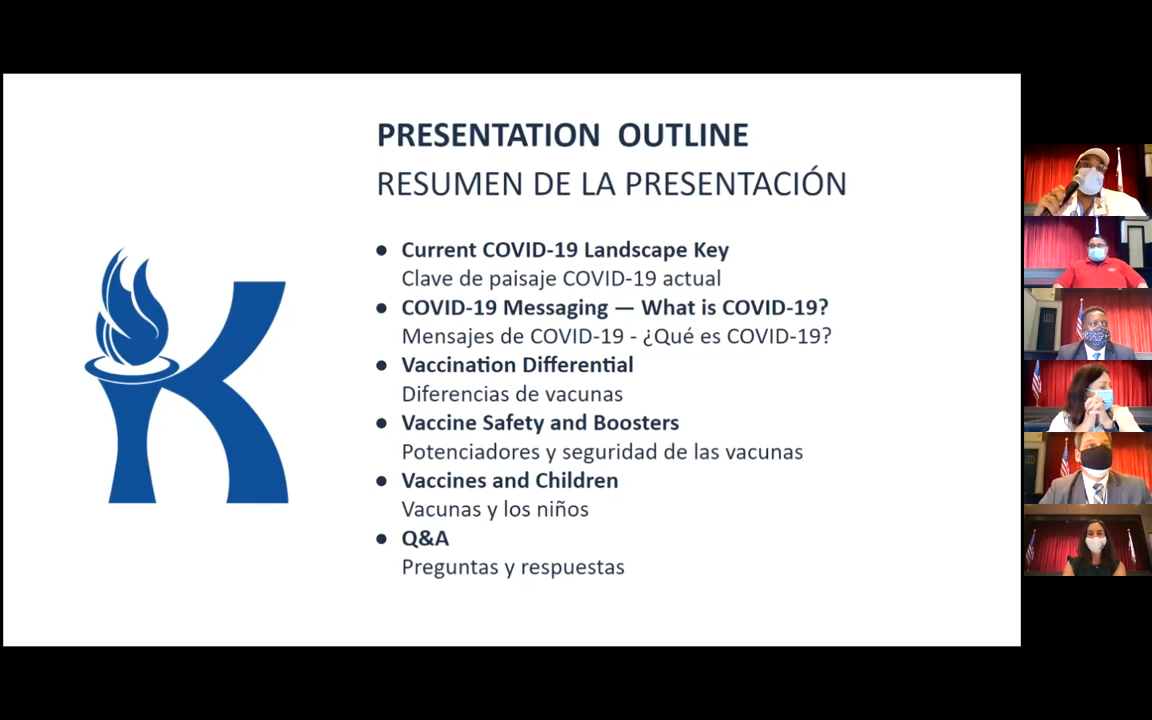 PRESENTATION OUTLINE
RESUMEN DE LA PRESENTACIÓN
● Current COVID-19 Landscape Key
Clave de paisaje COVID-19 actual
● COVID-19 Messaging — What is COVID-19?
Mensajes de COVID-19 - ¿Qué es COVID-19?
● Vaccination Differential
Diferencias de vacunas
● Vaccine Safety and Boosters
Potenciadores y seguridad de las vacunas
● Vaccines and Children
Vacunas y los niños
● Q&A
Preguntas y respuestas